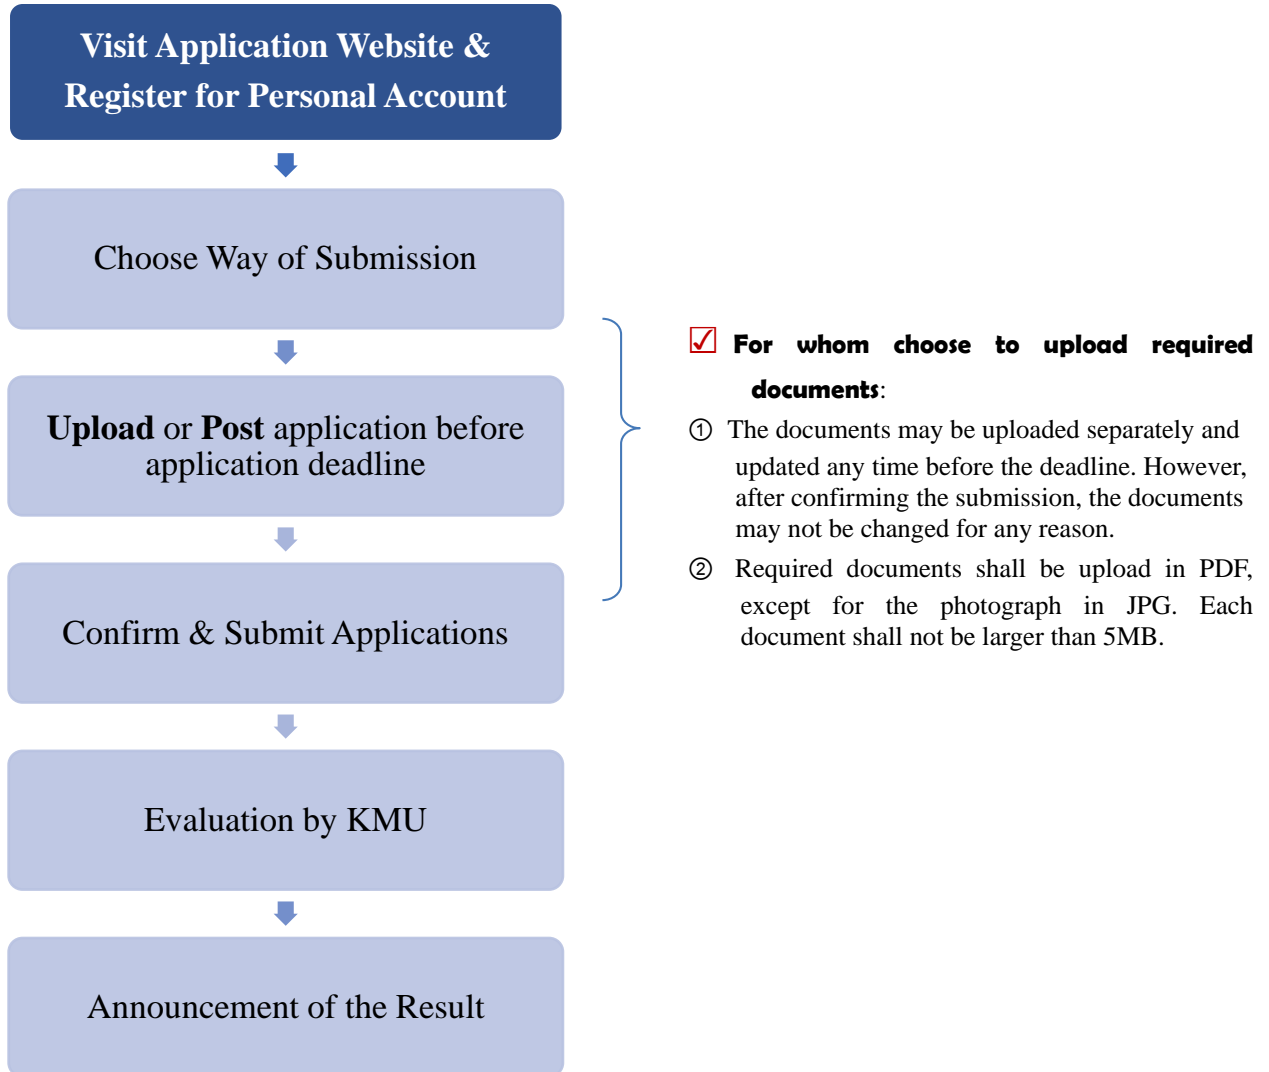 Visit Application Website &
Register for Personal Account
Choose Way of Submission
Upload or Post application before
application deadline
Confirm & Submit Applications
Evaluation by KMU
Announcement of the Result
☑ For whom choose to upload required
documents:
① The documents may be uploaded separately and
updated any time before the deadline. However,
after confirming the submission, the documents
may not be changed for any reason.
② Required documents shall be upload in PDF,
except for the photograph in JPG. Each
document shall not be larger than 5MB.